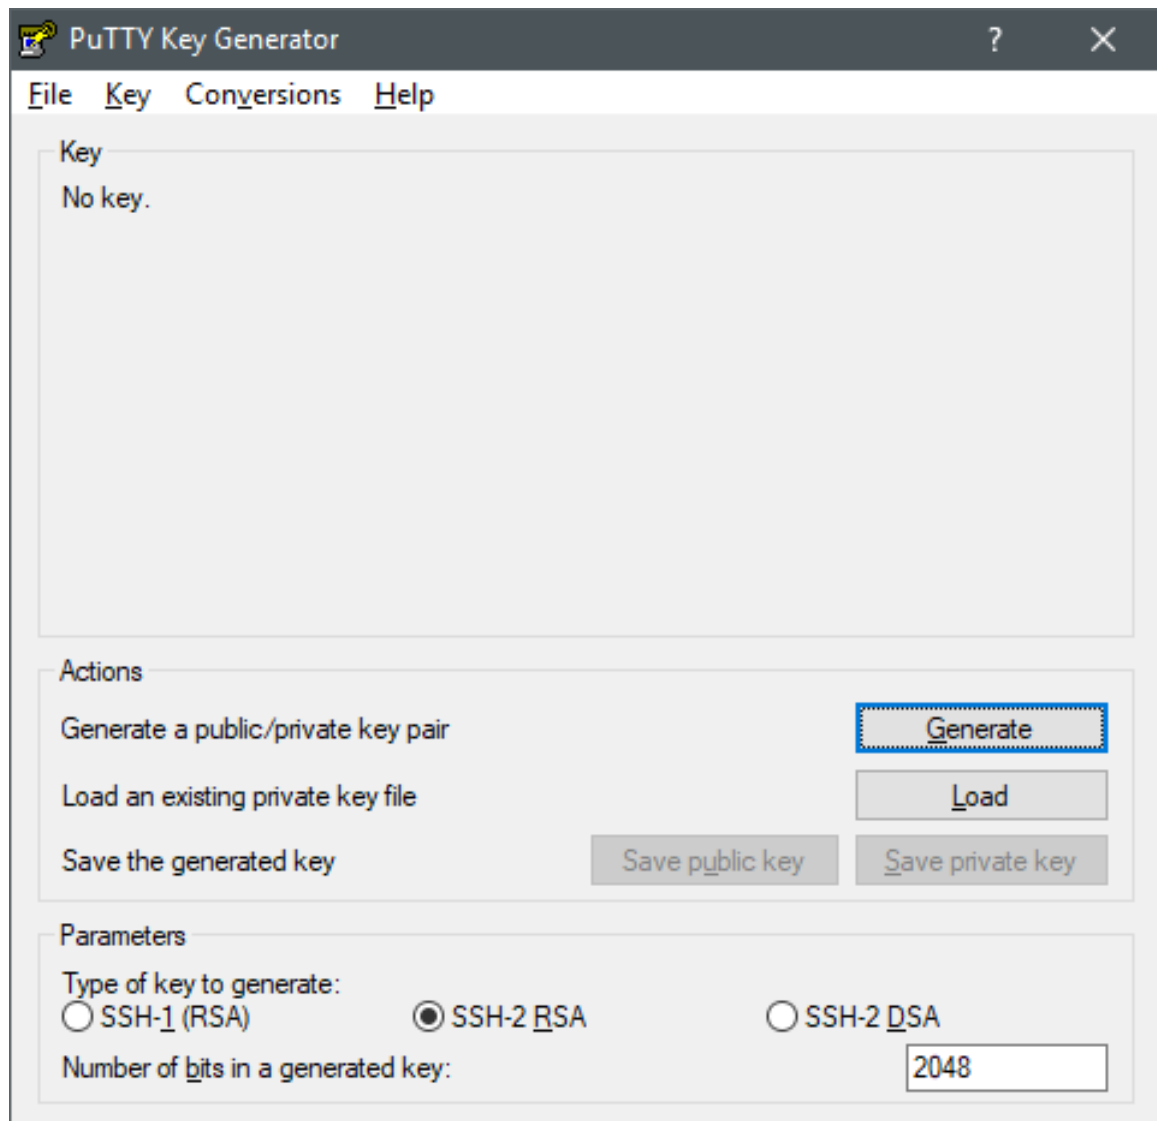 PuTTY Key Generator ?
File Key Conversions Help
Key
No key.
Actions
Generate a public/private key pair Generate
Load an existing private key file Load
Save the generated key Save public key Save private key
Parameters
Type of key to generate:
SSH-1 (RSA) SSH-2 RSA SSH-2 DSA
Number of bits in a generated key: 2048